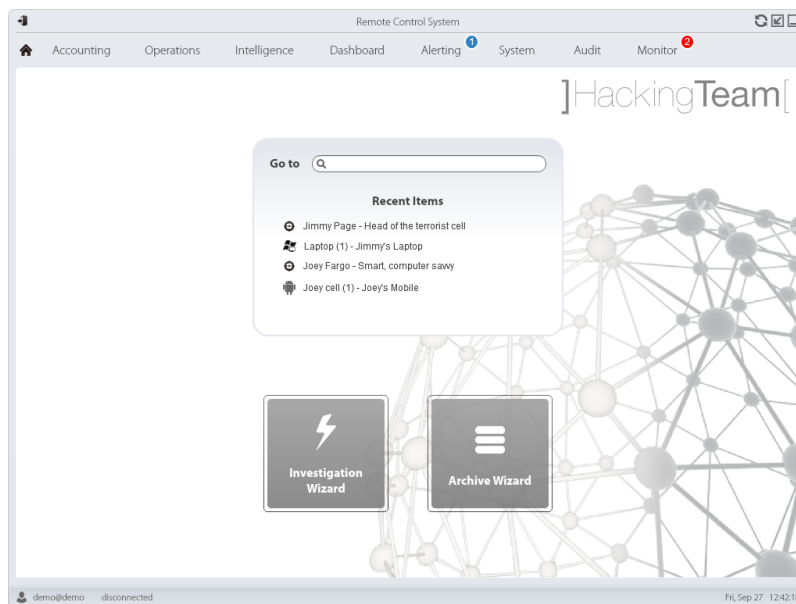 Remote Control System
Accounting Operations Intelligence Dashboard Alerting 1 System Audit Monitor 2
]HackingTeam[
Go to
Recent Items
Jimmy Page - Head of the terrorist cell
Laptop (1) - Jimmy's Laptop
Joey Fargo - Smart, computer savvy
Joey cell (1) - Joey's Mobile
Investigation
Wizard
Archive Wizard
demo@demo disconnected Fri, Sep 27